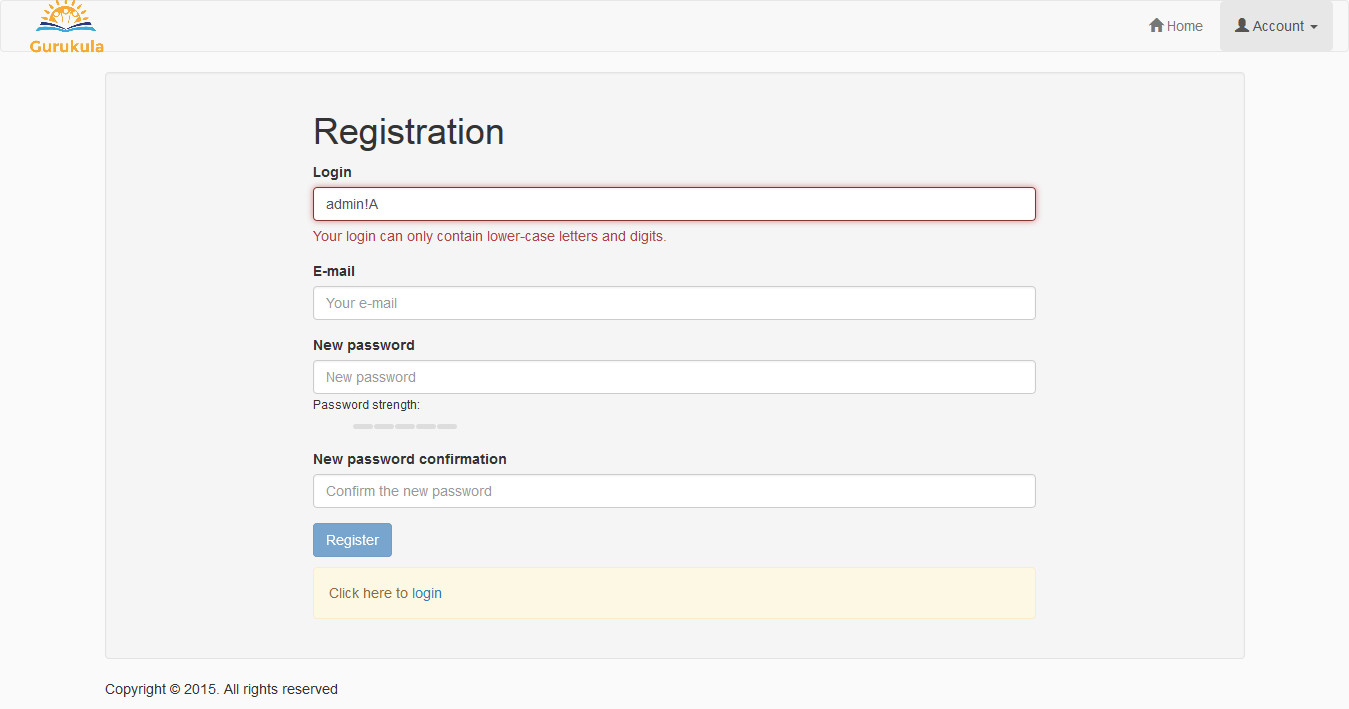 Gurukula
Home
Account
Registration
Login
admin!A
Your login can only contain lower-case letters and digits.
E-mail
Your e-mail
New password
New password
Password strength:
New password confirmation
Confirm the new password
Register
Click here to login
Copyright © 2015. All rights reserved